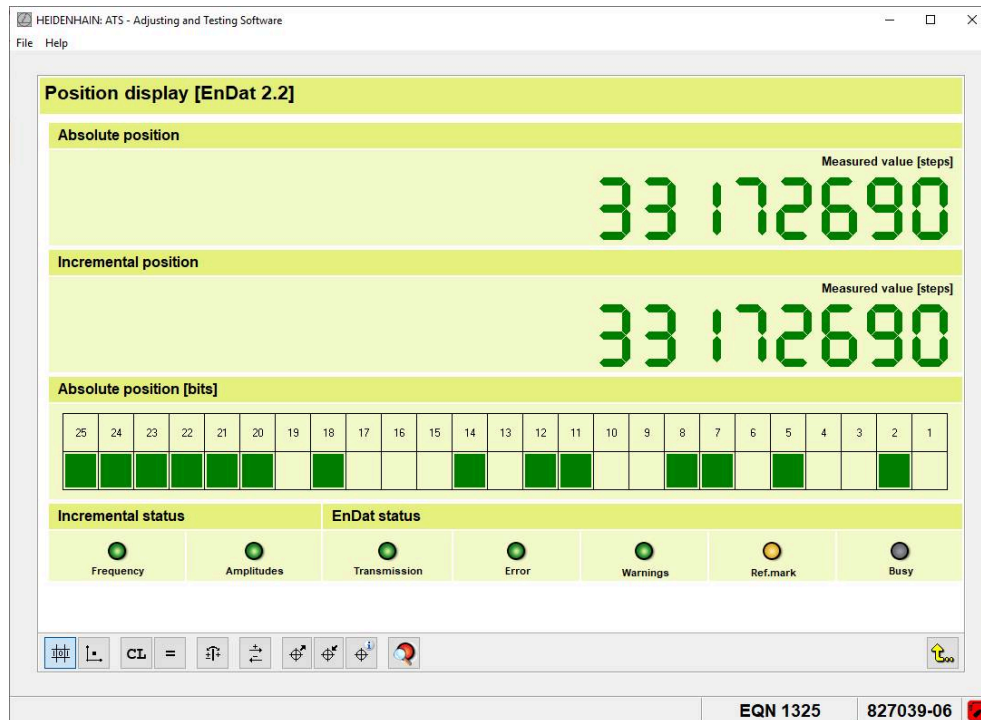 HEIDENHAIN: ATS - Adjusting and Testing Software
File Help
Position display [EnDat 2.2]
Absolute position
Measured value [steps]
33172690
Incremental position
Measured value [steps]
33172690
Absolute position [bits]
25 24 23 22 21 20 19 18 17 16 15 14 13 12 11 10 9 8 7 6 5 4 3 2 1
Incremental status EnDat status
Frequency Amplitudes Transmission Error Warnings Ref.mark Busy
CL =
EQN 1325 827039-06